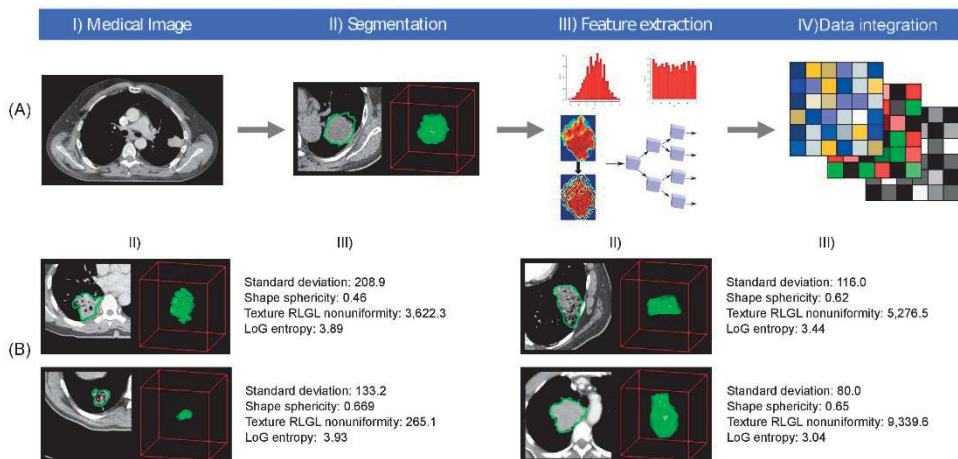 I) Medical Image
II) Segmentation
III) Feature extraction
IV)Data integration
(A)
II)
III)
II)
III)
(B)
Standard deviation: 208.9
Shape sphericity: 0.46
Texture RLGL nonuniformity: 3,622.3
LoG entropy: 3.89
Standard deviation: 116.0
Shape sphericity: 0.62
Texture RLGL nonuniformity: 5,276.5
LoG entropy: 3.44
Standard deviation: 133.2
Shape sphericity: 0.669
Texture RLGL nonuniformity: 265.1
LoG entropy:  3.93
Standard deviation: 80.0
Shape sphericity: 0.65
Texture RLGL nonuniformity: 9,339.6
LoG entropy: 3.04